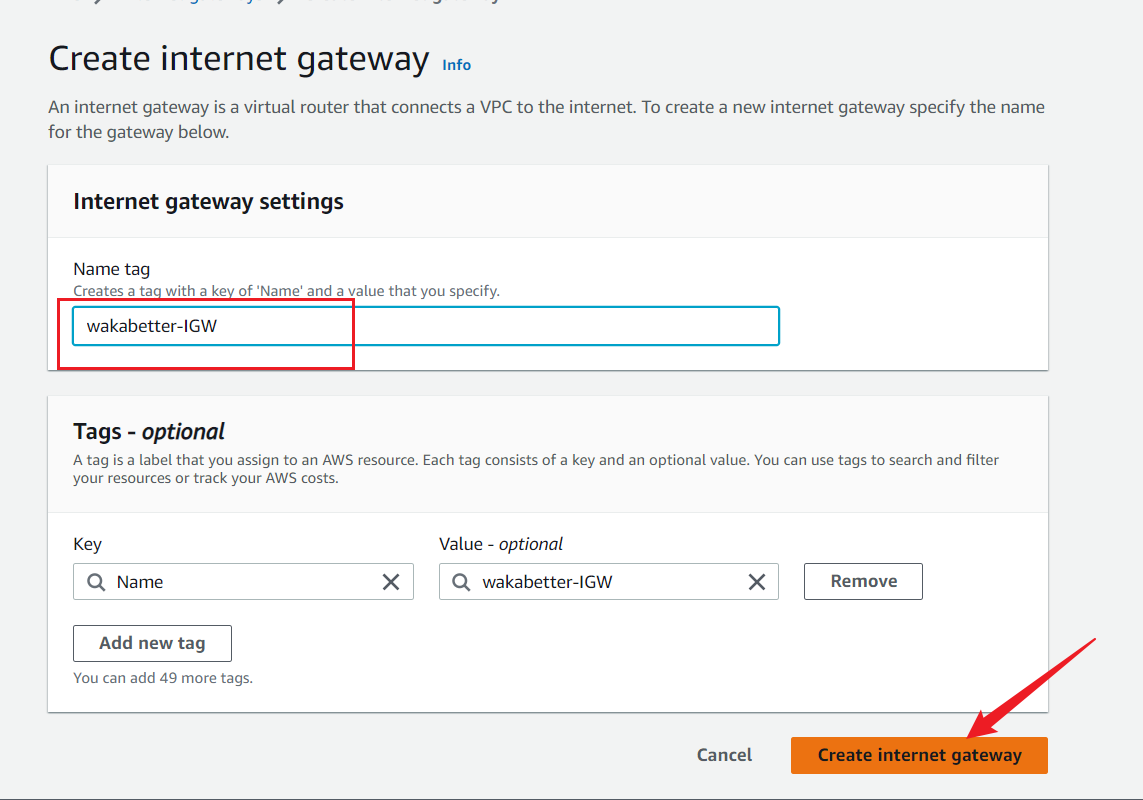 Create internet gateway Info
An internet gateway is a virtual router that connects a VPC to the internet. To create a new internet gateway specify the name
for the gateway below.
Internet gateway settings
Name tag
Creates a tag with a key of 'Name' and a value that you specify.
wakabetter-IGW
Tags - optional
A tag is a label that you assign to an AWS resource. Each tag consists of a key and an optional value. You can use tags to search and filter
your resources or track your AWS costs.
Key
Value - optional
Name
wakabetter-IGW
Remove
Add new tag
You can add 49 more tags.
Cancel
Create internet gateway